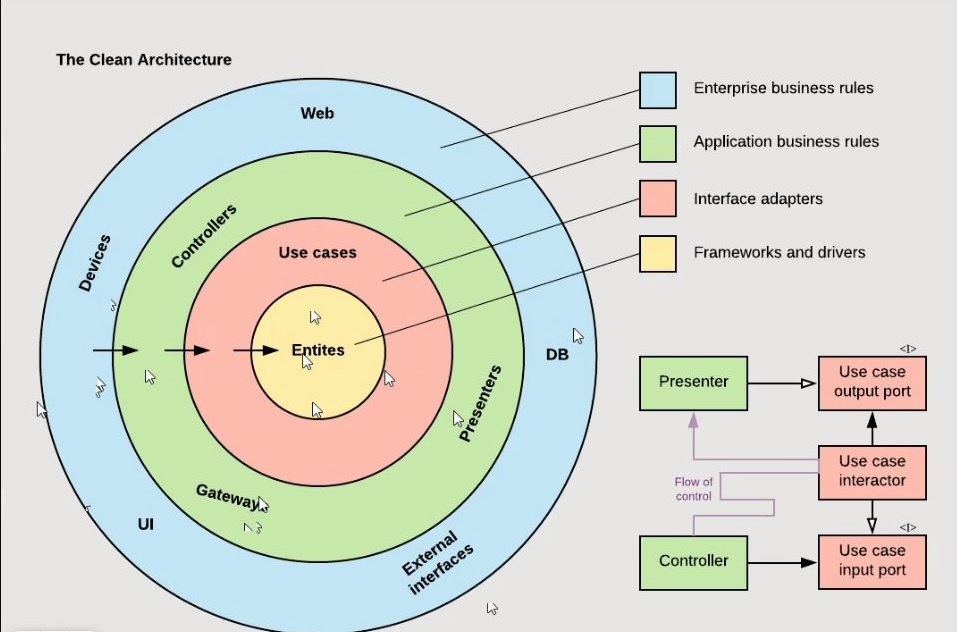 The Clean Architecture
Web
Devices
Controllers
Use cases
Entites
DB
Presenters
Gateways
UI
External
interfaces
Enterprise business rules
Application business rules
Interface adapters
Frameworks and drivers
Presenter
<I>
Use case
output port
Use case
interactor
Flow of
control
Controller
<I>
Use case
input port